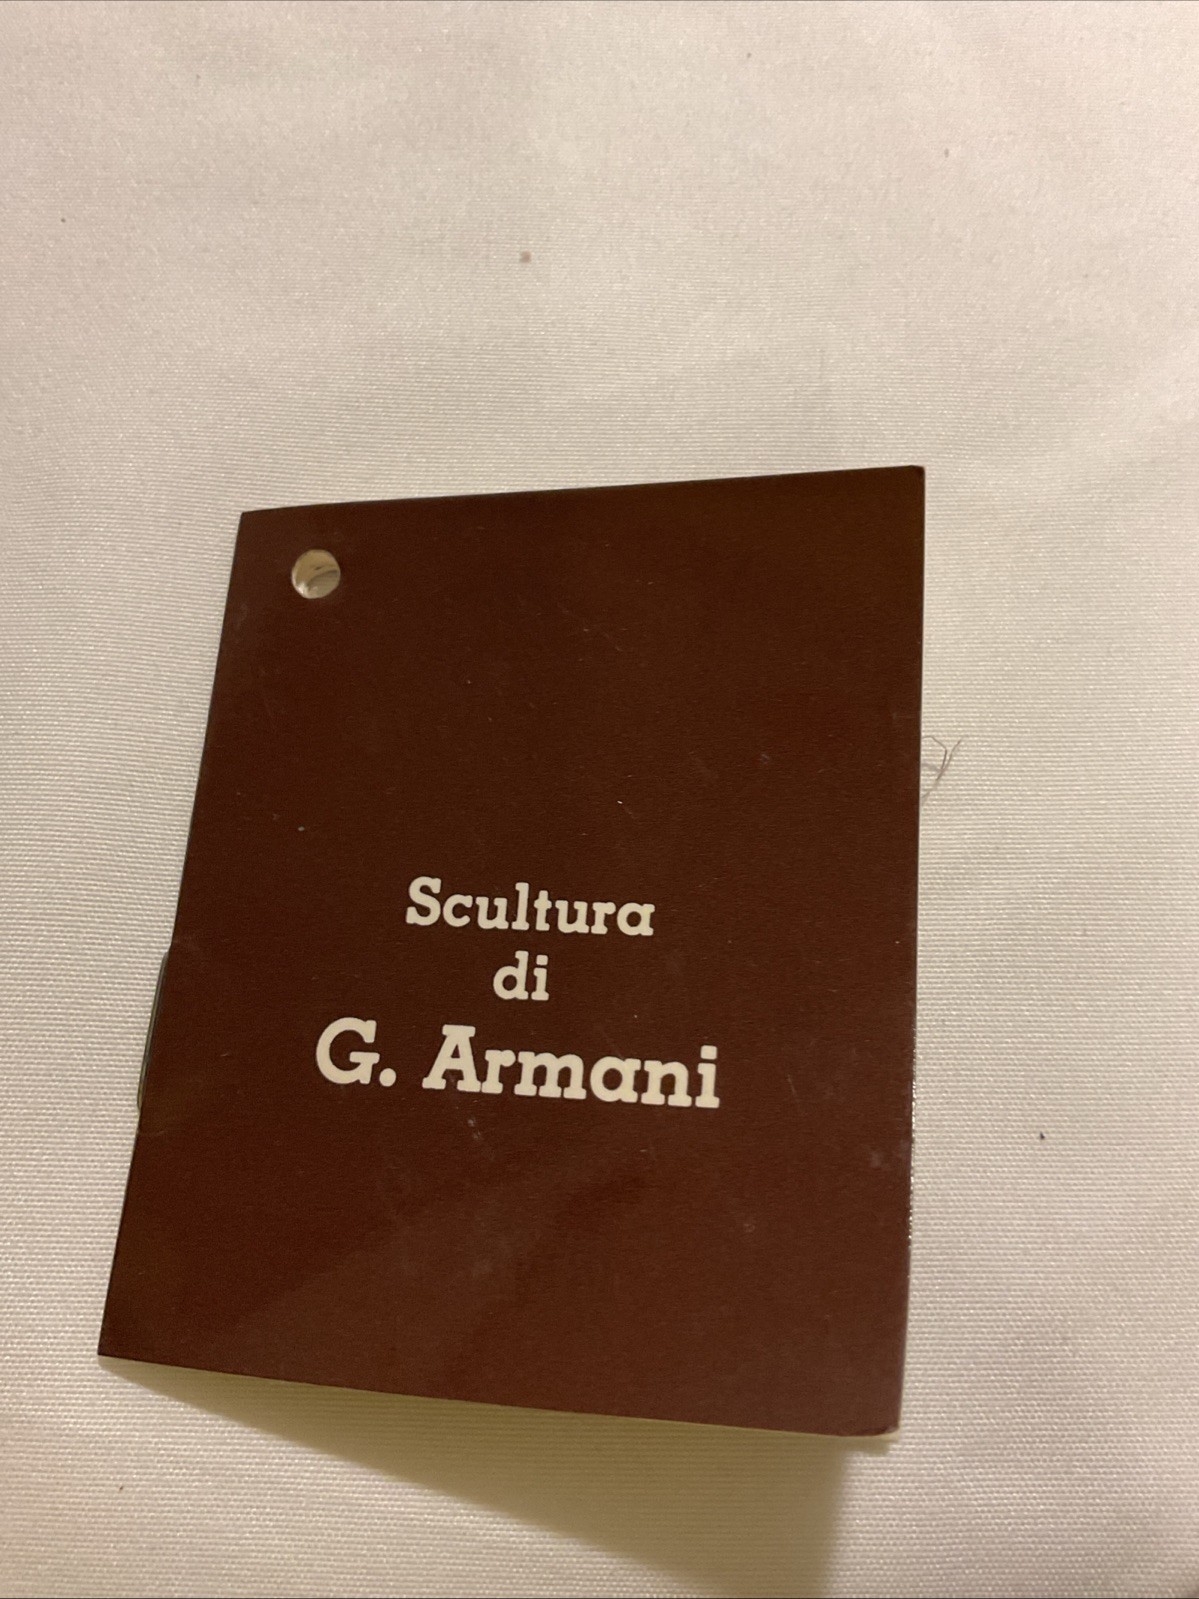 Scultura
di
G. Armani